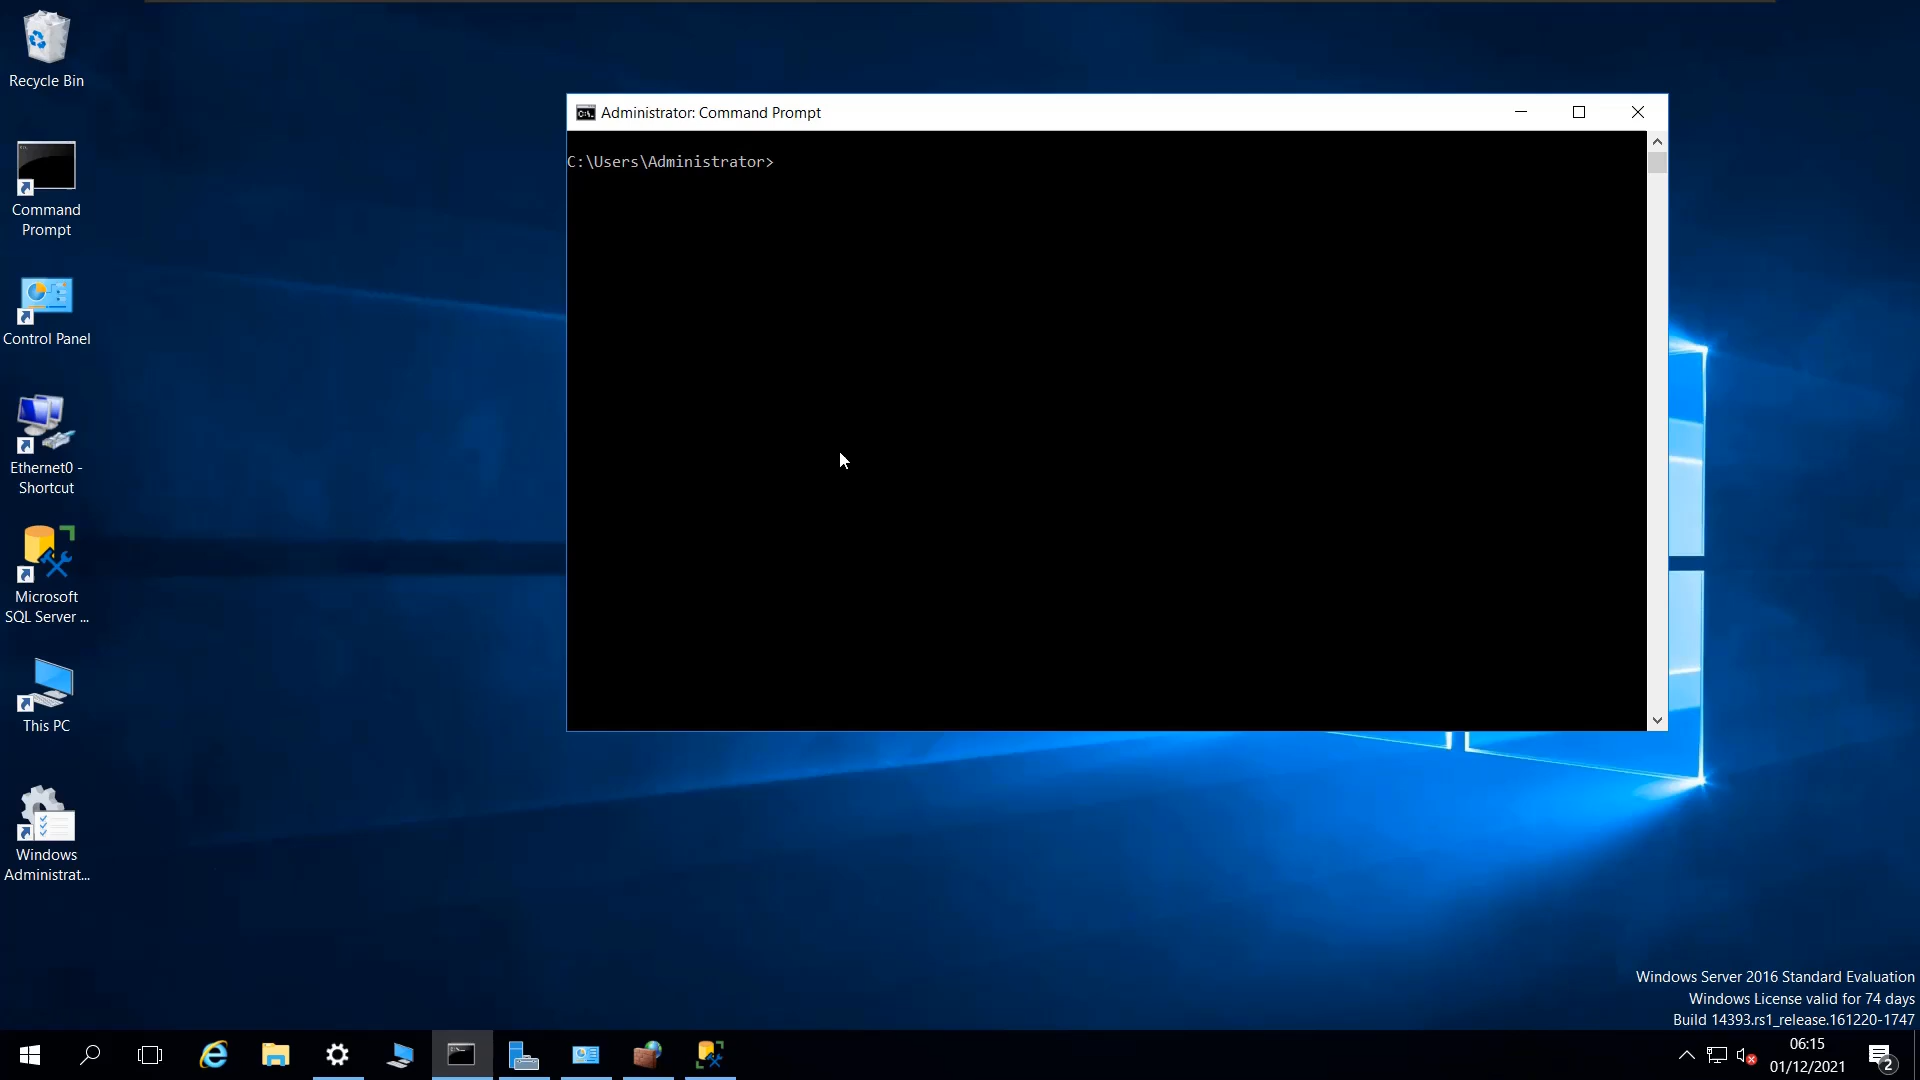 Recycle Bin
Command
Prompt
Control Panel
Ethernet0 -
Shortcut
Microsoft
SQL Server ...
This PC
Windows
Administrat...
Administrator: Command Prompt
C:\Users\Administrator>
Windows Server 2016 Standard Evaluation
Windows License valid for 74 days
Build 14393.rs1_release.161220-1747
06:15
01/12/2021
2